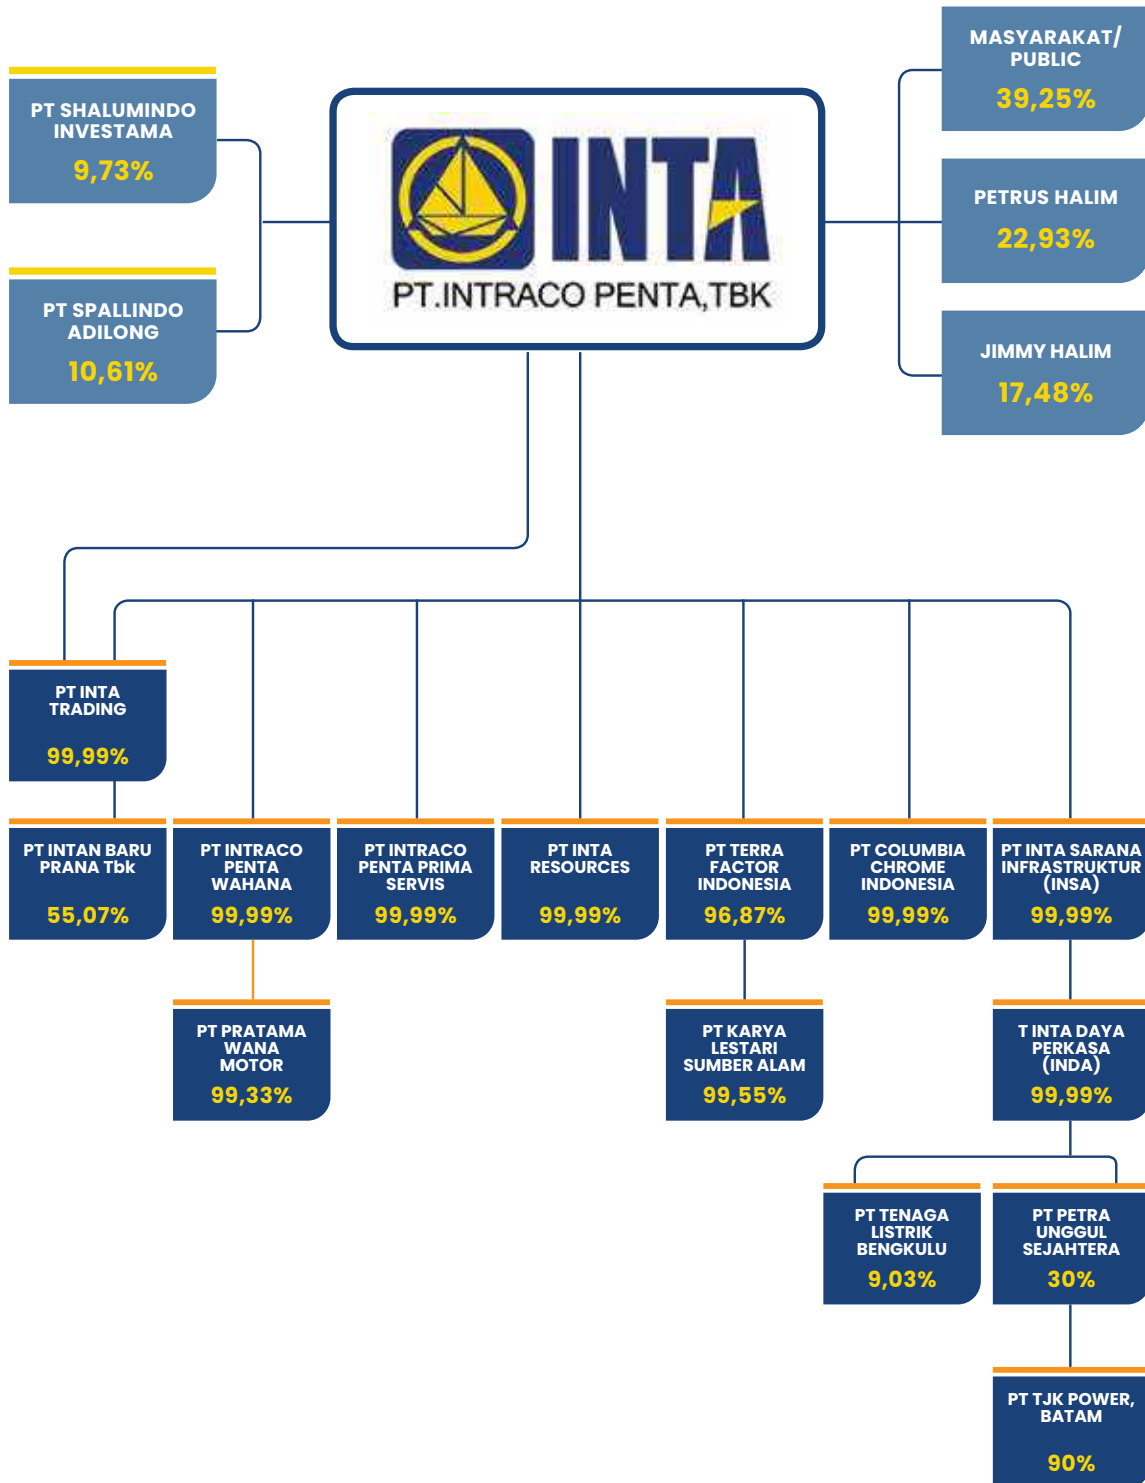 PT SHALUMINDO
INVESTAMA
9,73%
PT SPALLINDO
ADILONG
10,61%
INTA
PT.INTRACO PENTA,TBK
MASYARAKAT/
PUBLIC
39,25%
PETRUS HALIM
22,93%
JIMMY HALIM
17,48%
PT INTA
TRADING
99,99%
PT INTAN BARU
PRANA Tbk
55,07%
PT INTRACO
PENTA
WAHANA
99,99%
PT INTRACO
PENTA PRIMA
SERVIS
99,99%
PT INTA
RESOURCES
99,99%
PT TERRA
FACTOR
INDONESIA
96,87%
PT COLUMBIA
CHROME
INDONESIA
99,99%
PT INTA SARANA
INFRASTRUKTUR
(INSA)
99,99%
PT PRATAMA
WANA
MOTOR
99,33%
PT KARYA
LESTARI
SUMBER ALAM
99,55%
T INTA DAYA
PERKASA
(INDA)
99,99%
PT TENAGA
LISTRIK
BENGKULU
9,03%
PT PETRA
UNGGUL
SEJAHTERA
30%
PT TJK POWER,
BATAM
90%